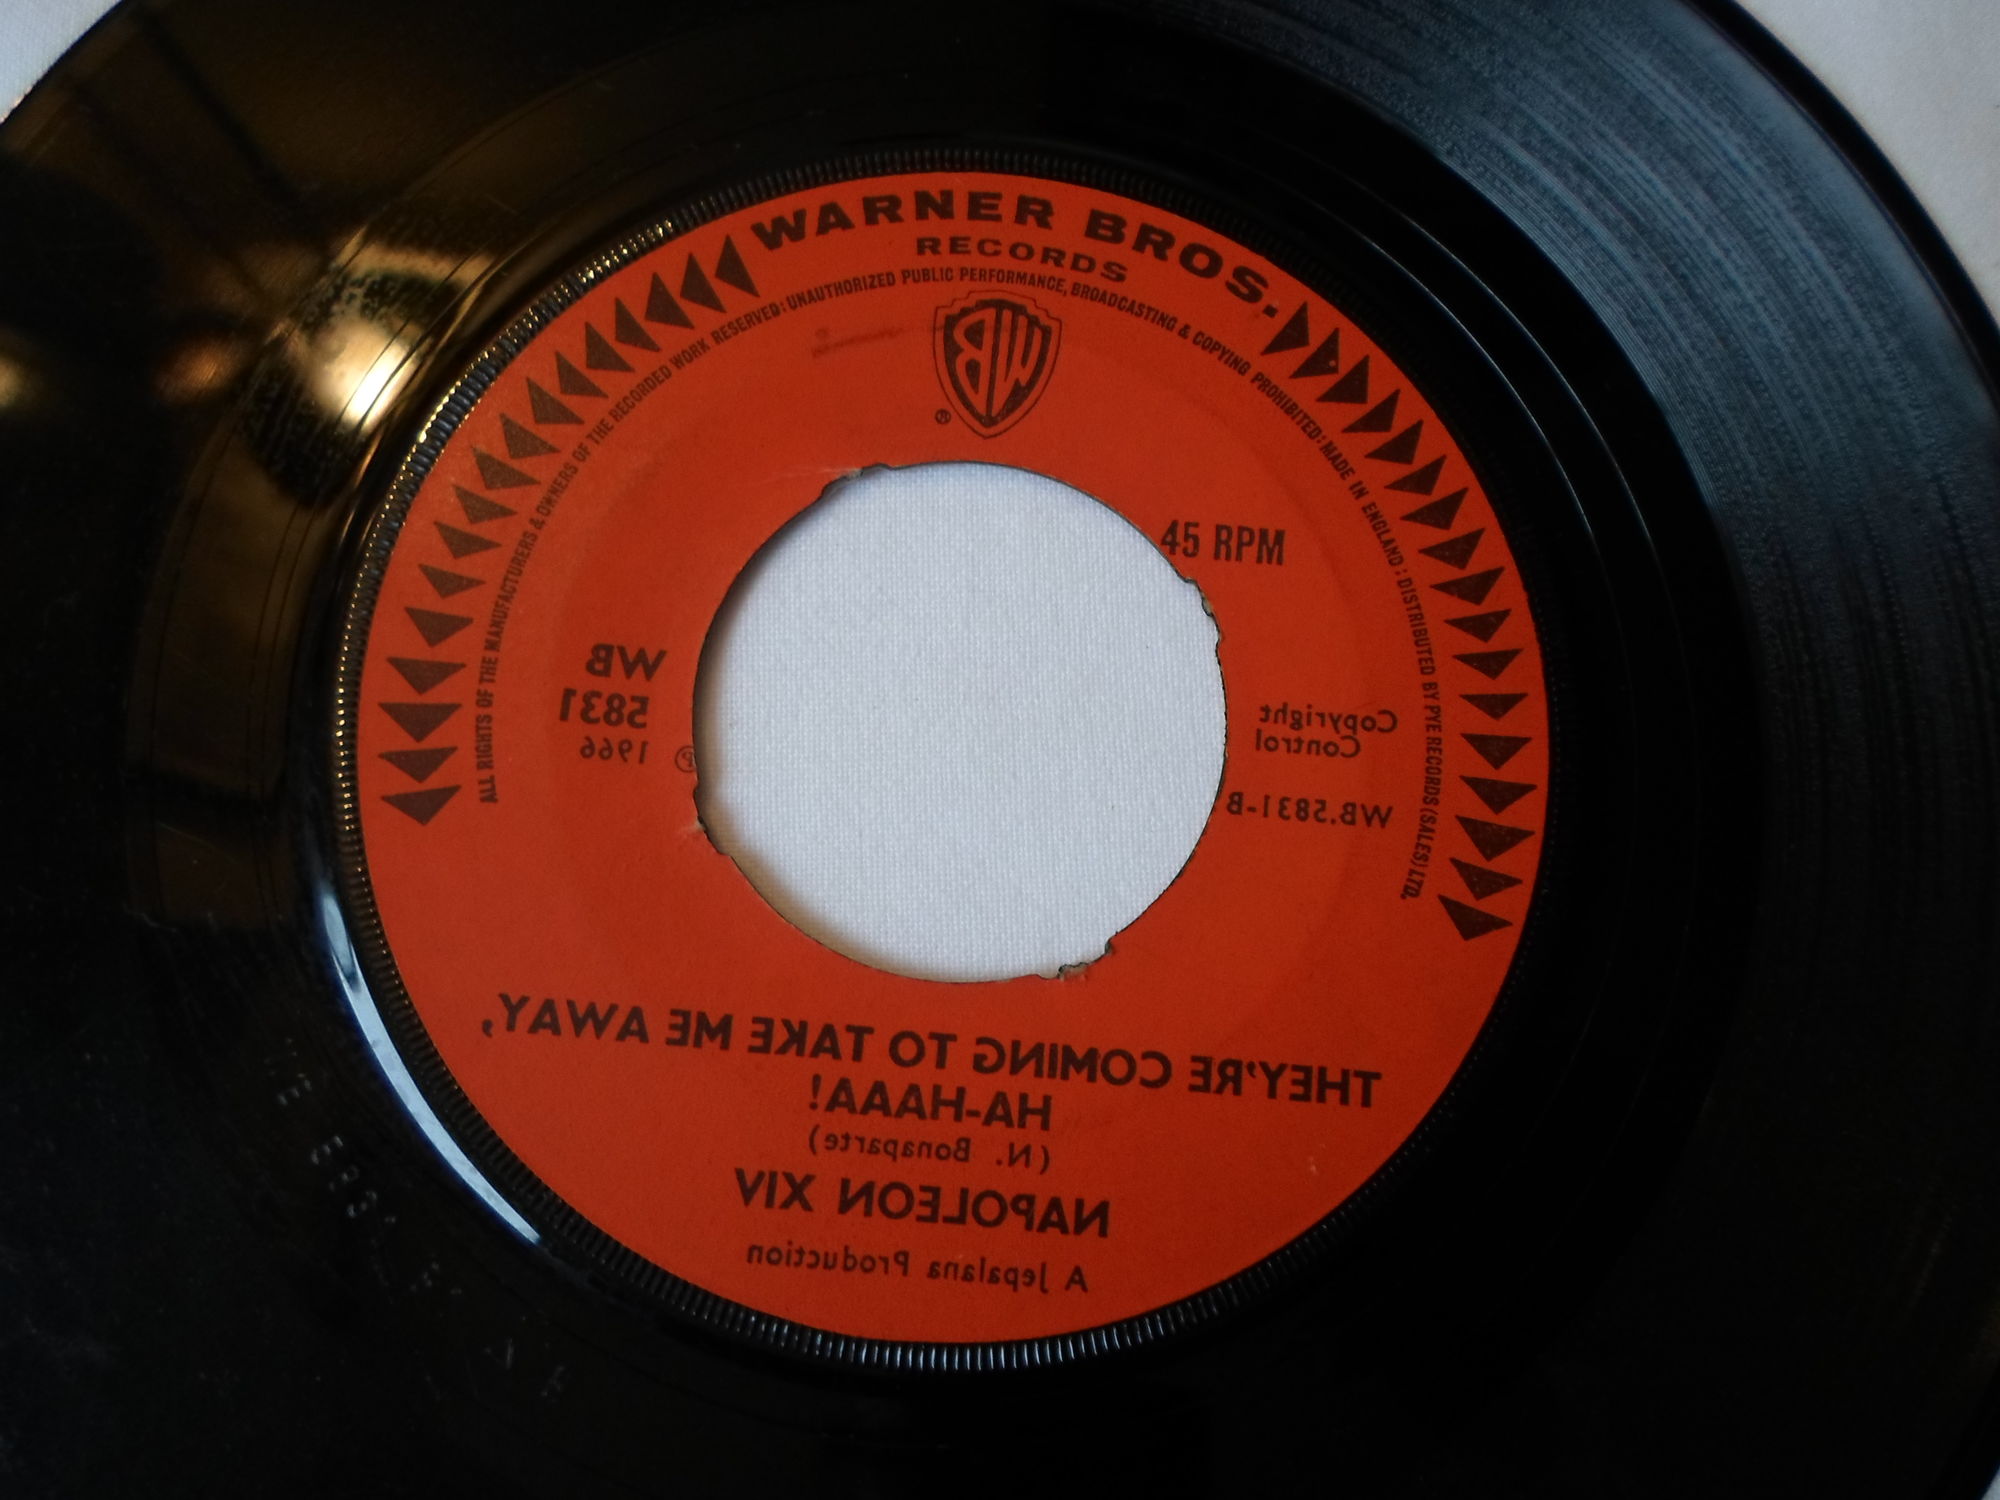 WARNER BROS.
RECORDS
ALL RIGHTS OF THE MANUFACTURERS & OWNERS OF THE RECORDED WORK RESERVED: UNAUTHORIZED PUBLIC PERFORMANCE, BROADCASTING & COPYING PROHIBITED: MADE IN ENGLAND: DISTRIBUTED BY PYE RECORDS (SALES) LTD.
WB
®
45 RPM
WB
5831
℗ 1966
Copyright
Control
WB.5831-B
THEY'RE COMING TO TAKE ME AWAY,
HA-HAAA!
(N. Bonaparte)
NAPOLEON XIV
A Jepalana Production